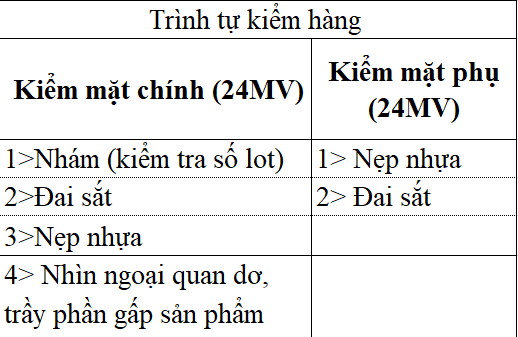 Trình tự kiểm hàng
Kiểm mặt chính (24MV)
Kiểm mặt phụ
(24MV)
1>Nhám (kiểm tra số lot)
1> Nẹp nhựa
2>Đai sắt
2> Đai sắt
3>Nẹp nhựa
4> Nhìn ngoại quan dơ,
trầy phần gấp sản phẩm